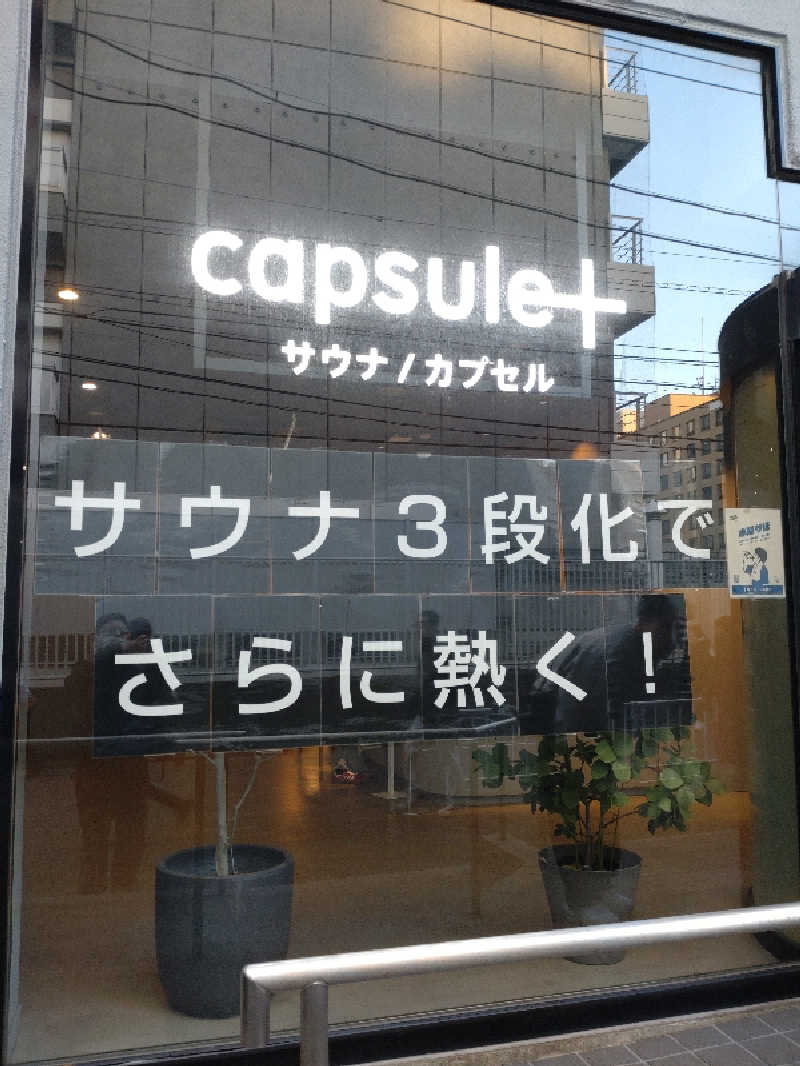 capsule+
サウナ / カプセル
サウナ３段化で
さらに熱く！